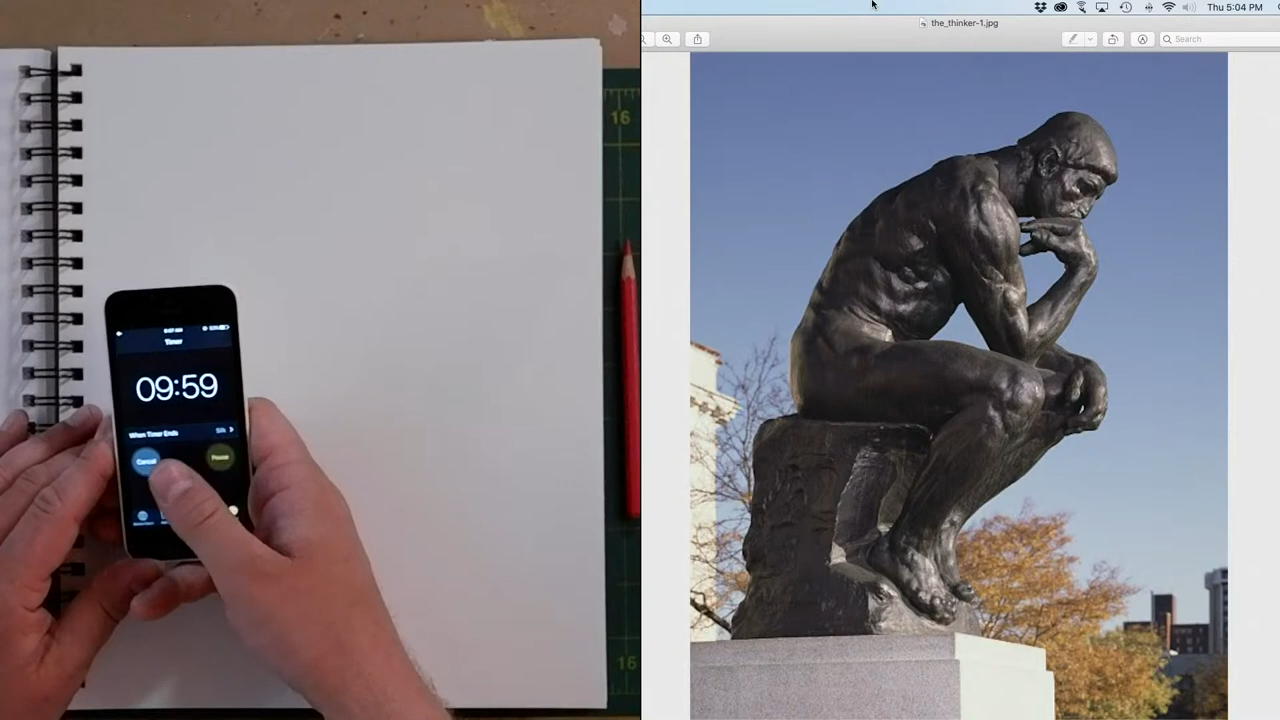 Thu 5:04 PM
the_thinker-1.jpg
Search
16
Timer
09:59
When Timer Ends
Cancel
Pause
16